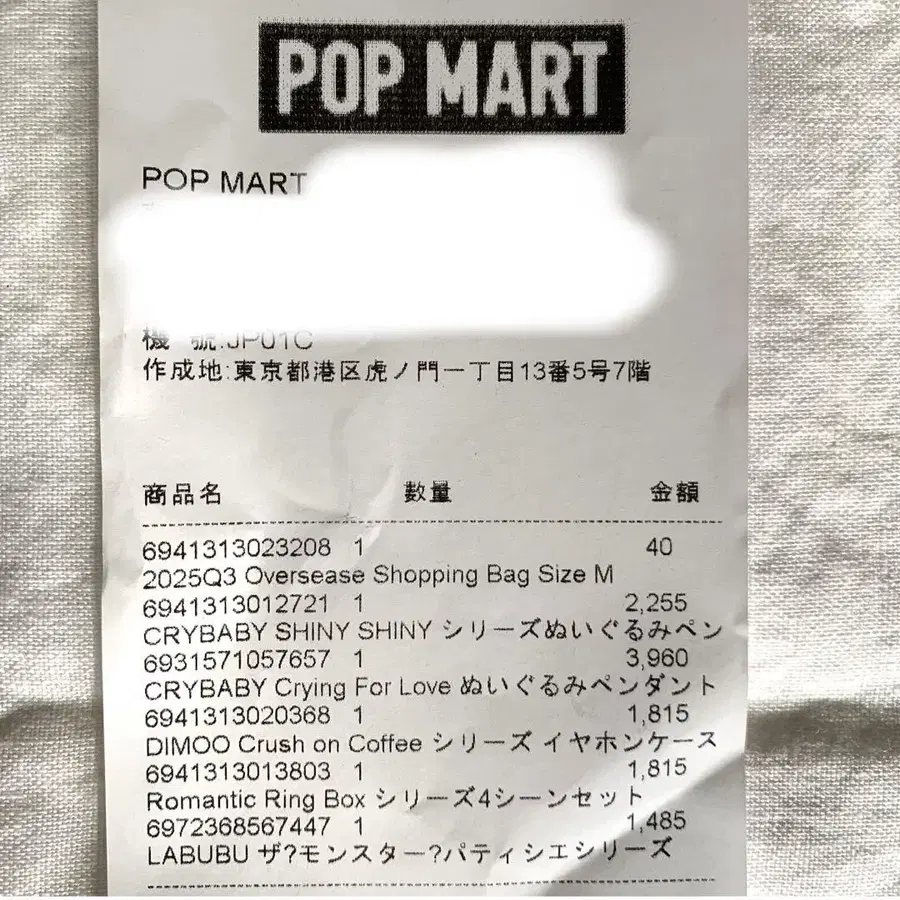 POP MART
POP MART
機 號:JP01C
作成地:東京都港区虎ノ門一丁目13番5号7階
商品名 数量 金額
6941313023208 1 40
2025Q3 Oversease Shopping Bag Size M
6941313012721 1 2,255
CRYBABY SHINY SHINY シリーズぬいぐるみペン
6931571057657 1 3,960
CRYBABY Crying For Love ぬいぐるみペンダント
6941313020368 1 1,815
DIMOO Crush on Coffee シリーズ イヤホンケース
6941313013803 1 1,815
Romantic Ring Box シリーズ4シーンセット
6972368567447 1 1,485
LABUBU ザ?モンスター?パティシエシリーズ